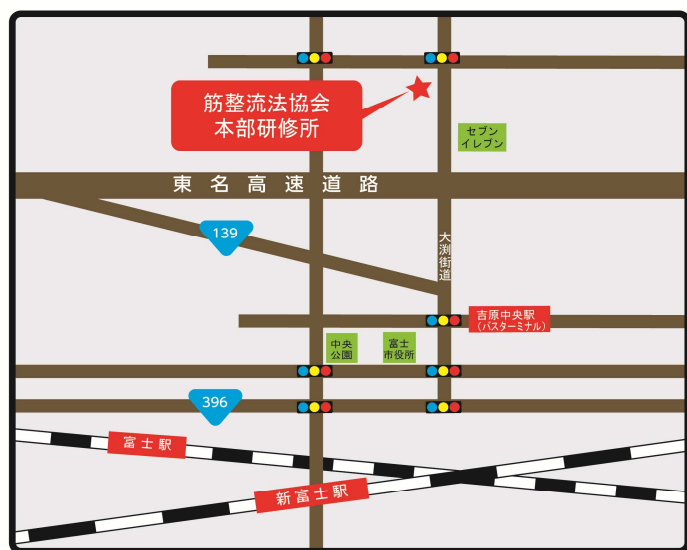 筋整流法協会
本部研修所
セブン
イレブン
東名高速道路
139
大渕街道
吉原中央駅
(バスターミナル)
中央
公園
富士
市役所
396
富士駅
新富士駅